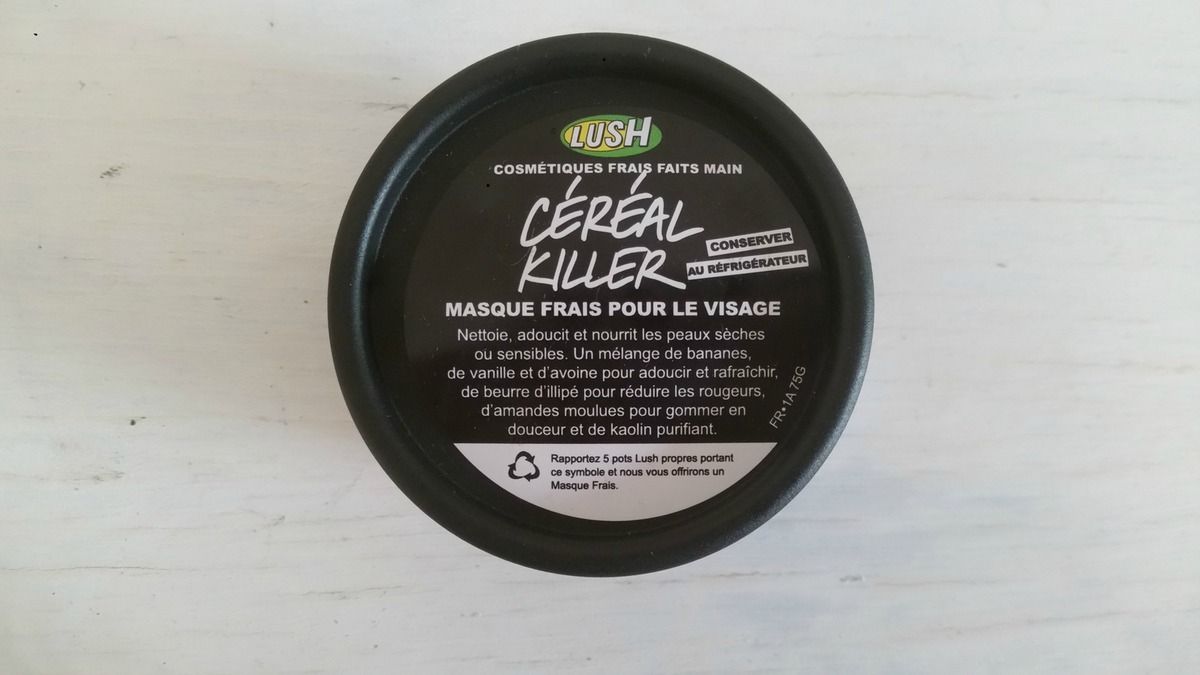 LUSH
COSMÉTIQUES FRAIS FAITS MAIN
CÉRÉAL
KILLER
CONSERVER
AU RÉFRIGÉRATEUR
MASQUE FRAIS POUR LE VISAGE
Nettoie, adoucit et nourrit les peaux sèches
ou sensibles. Un mélange de bananes,
de vanille et d'avoine pour adoucir et rafraîchir,
de beurre d'illipé pour réduire les rougeurs,
d'amandes moulues pour gommer en
douceur et de kaolin purifiant.
FR•1A 75G
Rapportez 5 pots Lush propres portant
ce symbole et nous vous offrirons un
Masque Frais.